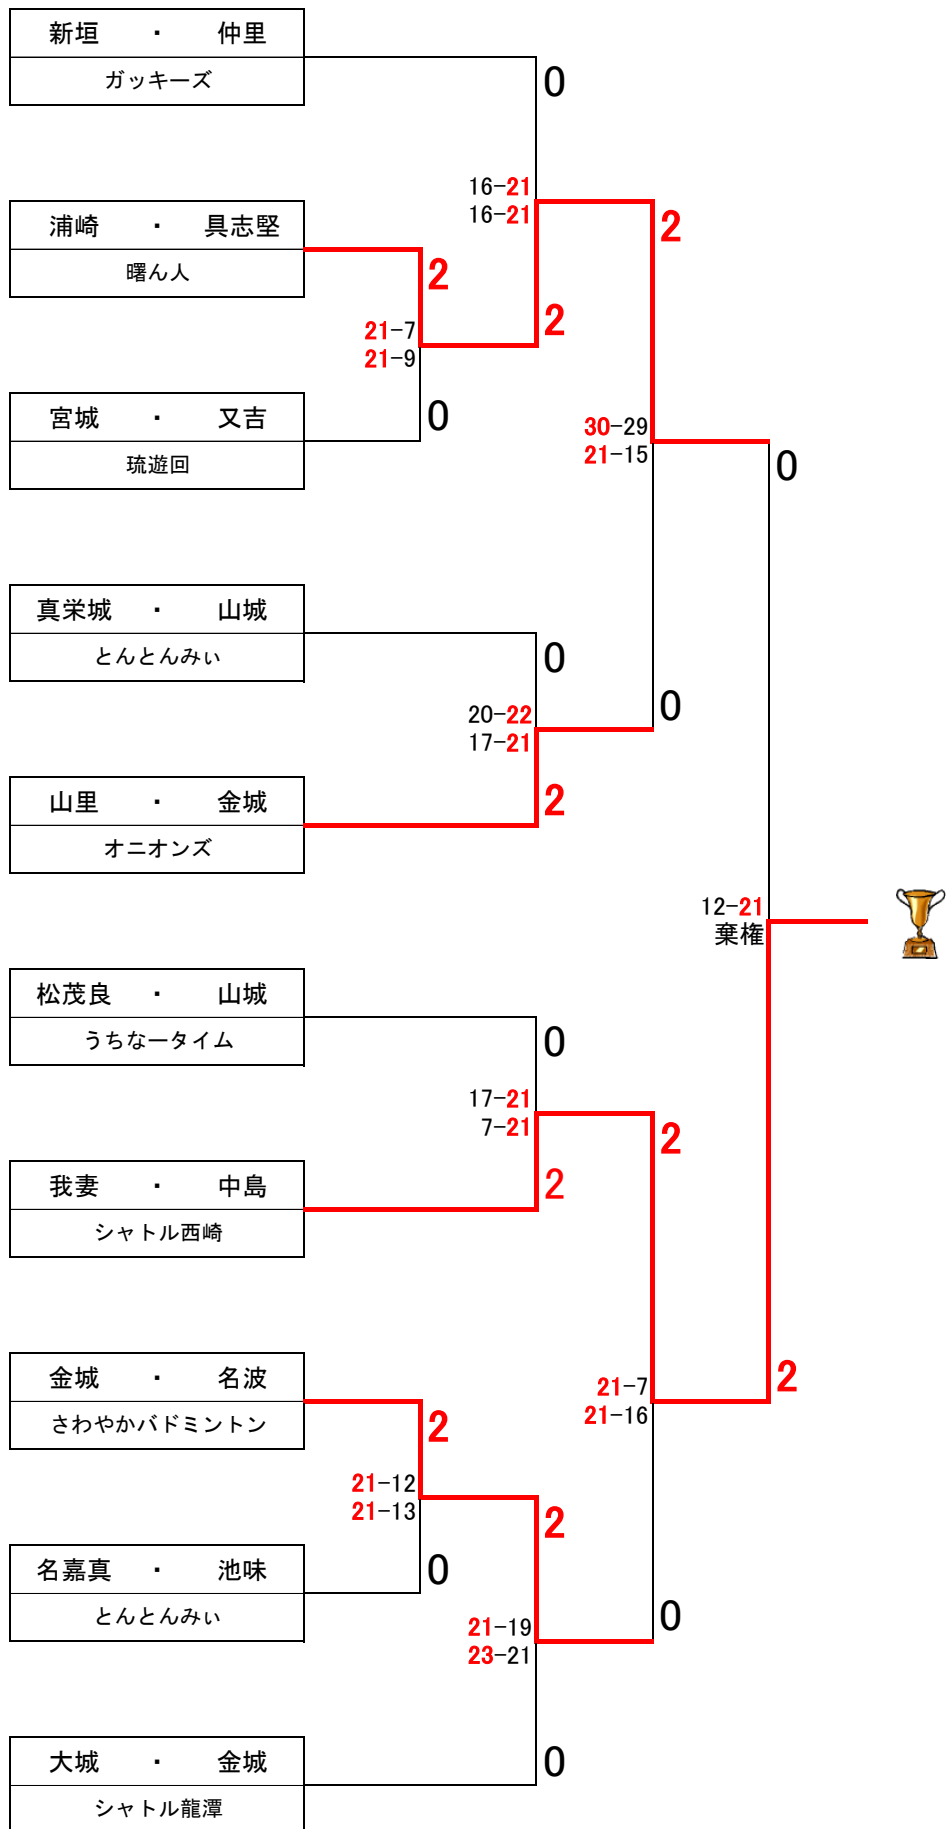 新垣 ・ 仲里
ガッキーズ
0
16-21
16-21
浦崎 ・ 具志堅
曙ん人
2
2
2
21-7
21-9
宮城 ・ 又吉
琉遊回
0
30-29
21-15
0
真栄城 ・ 山城
とんとんみぃ
0
20-22
17-21
0
山里 ・ 金城
オニオンズ
2
12-21
棄権
松茂良 ・ 山城
うちなータイム
0
17-21
7-21
2
我妻 ・ 中島
シャトル西崎
2
金城 ・ 名波
さわやかバドミントン
2
21-7
21-16
2
21-12
21-13
2
名嘉真 ・ 池味
とんとんみぃ
0
21-19
23-21
0
大城 ・ 金城
シャトル龍潭
0